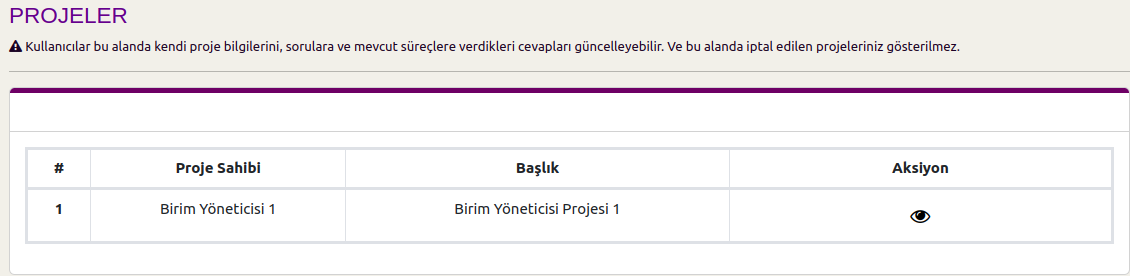 PROJELER
Kullanıcılar bu alanda kendi proje bilgilerini, sorulara ve mevcut süreçlere verdikleri cevapları güncelleyebilir. Ve bu alanda iptal edilen projeleriniz gösterilmez.
# Proje Sahibi Başlık Aksiyon
1 Birim Yöneticisi 1 Birim Yöneticisi Projesi 1